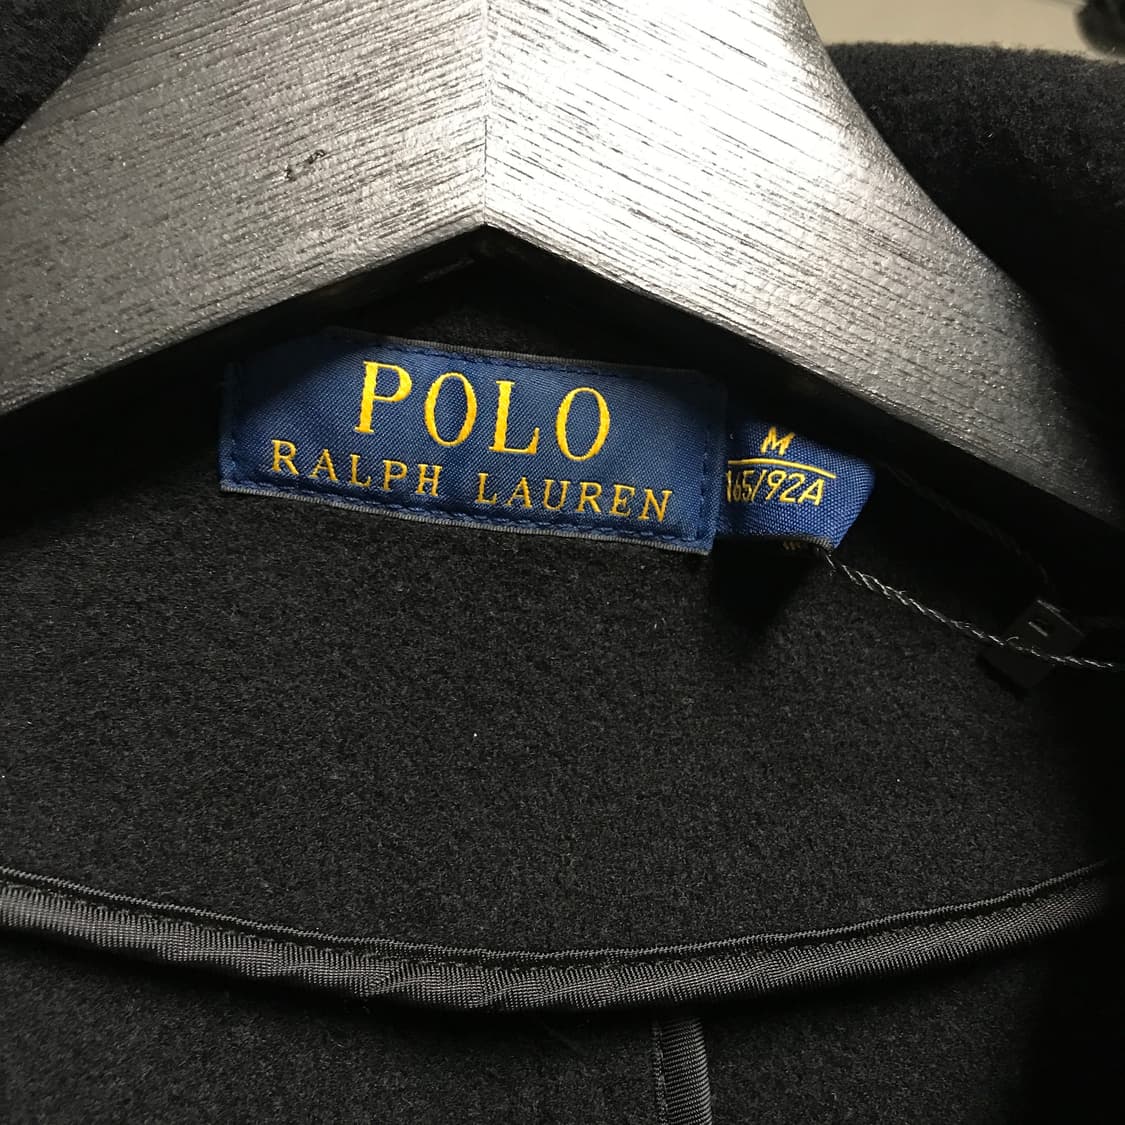 POLO
RALPH LAUREN
M
165/92A